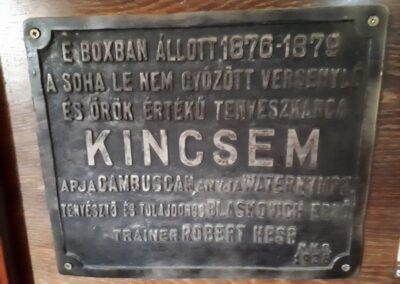 E BOXBAN ÁLLOTT 1876-1879
A SOHA LE NEM GYŐZÖTT VERSENYLÓ
ÉS ÖRÖK ÉRTÉKŰ TENYÉSZKANCA
KINCSEM
APJA CAMBUSCAN, ANYJA WATERNYMPH
TENYÉSZTŐ ÉS TULAJDONOS BLASKOVICH ERNŐ
TRAINER ROBERT HESP